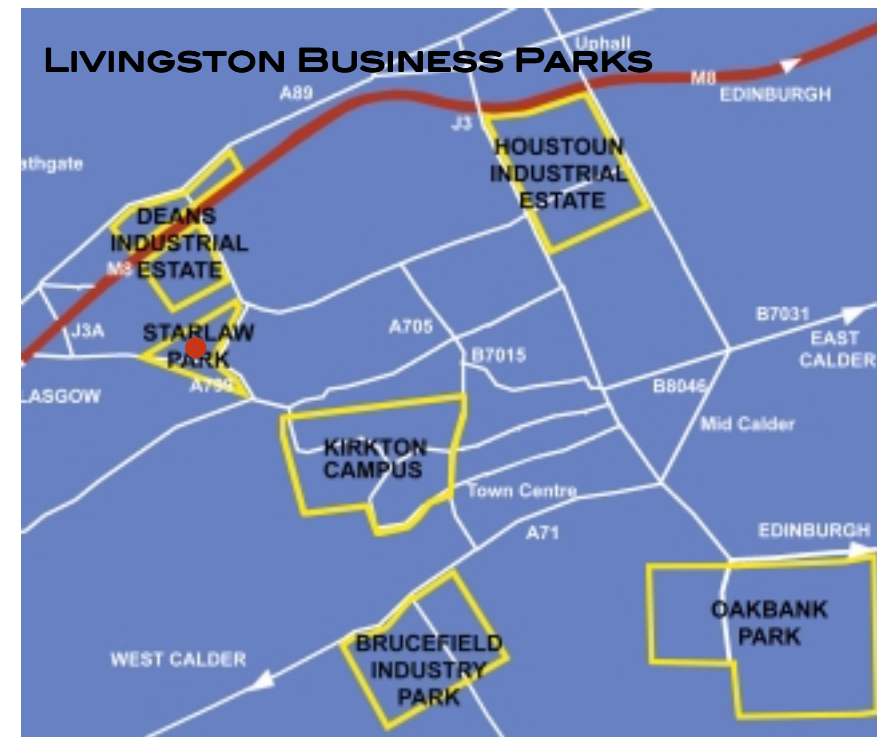 Livingston Business Parks
Uphall
M8
EDINBURGH
A89
J3
athgate
HOUSTOUN
INDUSTRIAL
ESTATE
DEANS
INDUSTRIAL
ESTATE
M8
J3A
STARLAW
PARK
A705
B7015
B7031
EAST
CALDER
LASGOW
B8046
Mid Calder
KIRKTON
CAMPUS
Town Centre
A71
EDINBURGH
OAKBANK
PARK
WEST CALDER
BRUCEFIELD
INDUSTRY
PARK